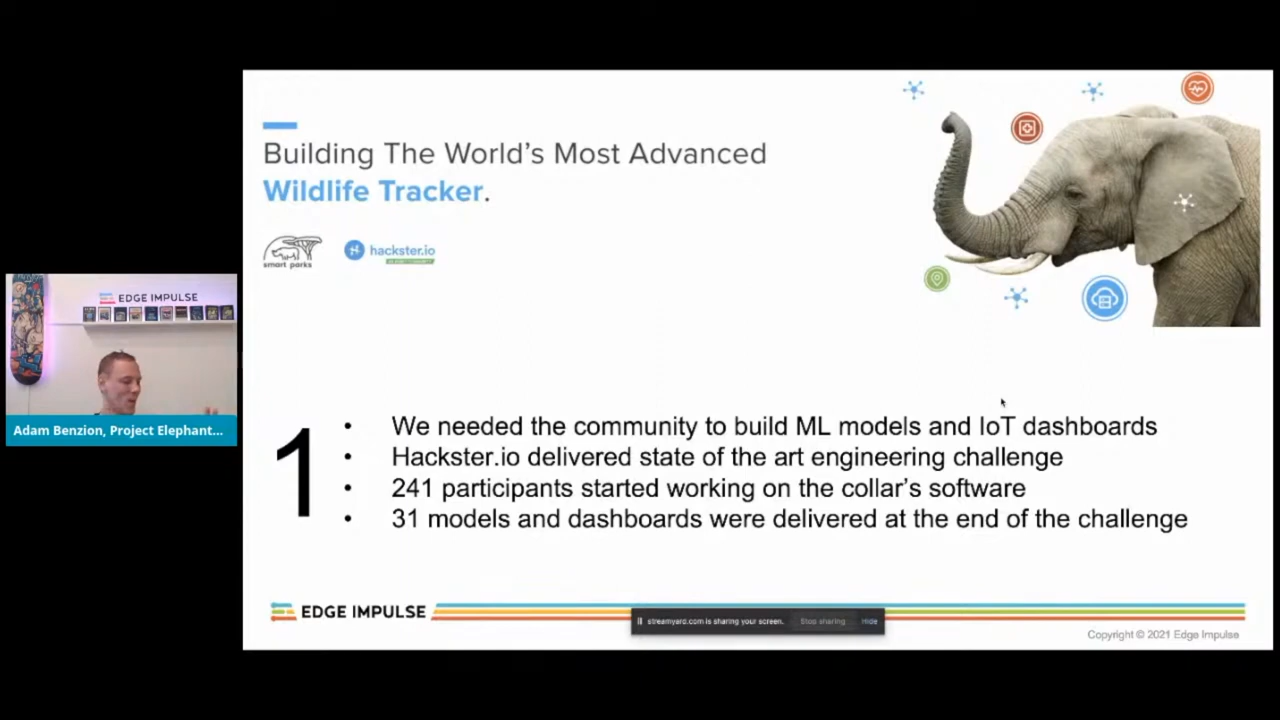 Building The World's Most Advanced
Wildlife Tracker.
smart parks
hackster.io
EDGE IMPULSE
Adam Benzion, Project Elephant...
1
• We needed the community to build ML models and IoT dashboards
• Hackster.io delivered state of the art engineering challenge
• 241 participants started working on the collar's software
• 31 models and dashboards were delivered at the end of the challenge
EDGE IMPULSE
streamyard.com is sharing your screen. Stop sharing Hide
Copyright © 2021 Edge Impulse